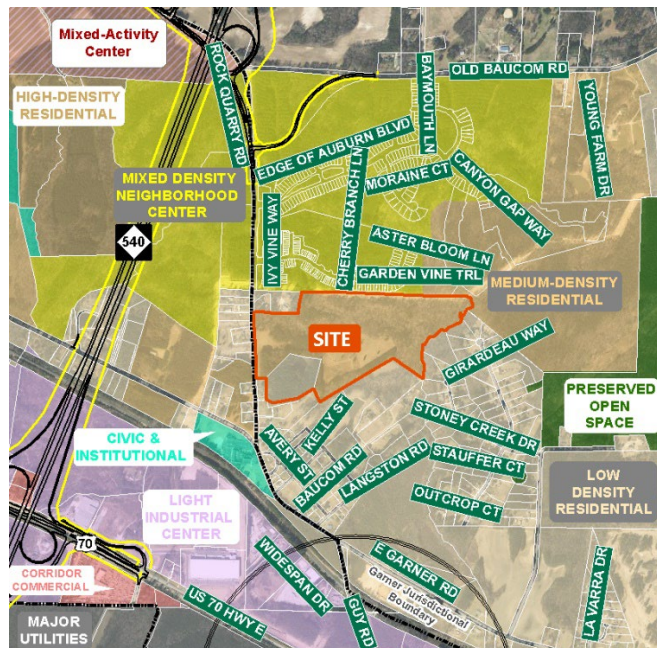 Mixed-Activity
Center
ROCK QUARRY RD
BAYMOUTH LN
OLD BAUCOM RD
YOUNG FARM DR
HIGH-DENSITY
RESIDENTIAL
EDGE OF AUBURN BLVD
CHERRY BRANCH LN
MORAINE CT
CANYON GAP WAY
MIXED DENSITY
NEIGHBORHOOD
CENTER
IVY VINE WAY
540
ASTER BLOOM LN
GARDEN VINE TRL
MEDIUM-DENSITY
RESIDENTIAL
SITE
GIRARDEAU WAY
PRESERVED
OPEN
SPACE
KELLY ST
STONEY CREEK DR
CIVIC &
INSTITUTIONAL
AVERY ST
BAUCOM RD
LANGSTON RD
STAUFFER CT
LOW
DENSITY
RESIDENTIAL
OUTCROP CT
LIGHT
INDUSTRIAL
CENTER
70
WIDESPAN DR
E GARNER RD
Garner Jurisdictional
Boundary
LA VARRA DR
CORRIDOR
COMMERCIAL
US 70 HWY E
GUY RD
MAJOR
UTILITIES